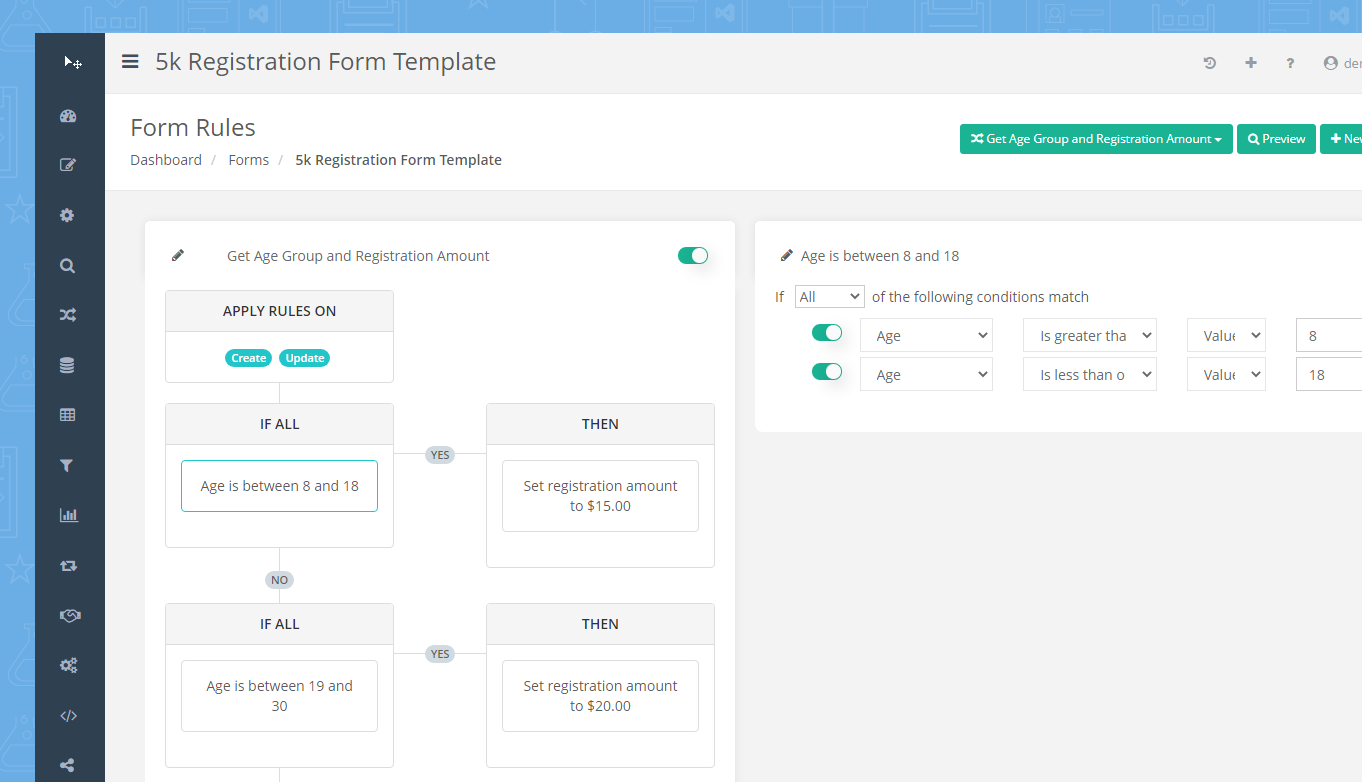 5k Registration Form Template
?
Form Rules
Dashboard / Forms / 5k Registration Form Template
Get Age Group and Registration Amount
Preview
Get Age Group and Registration Amount
APPLY RULES ON
Create Update
IF ALL
Age is between 8 and 18
YES
THEN
Set registration amount
to $15.00
NO
IF ALL
Age is between 19 and
30
YES
THEN
Set registration amount
to $20.00
Age is between 8 and 18
If All of the following conditions match
Age Is greater tha Value 8
Age Is less than o Value 18